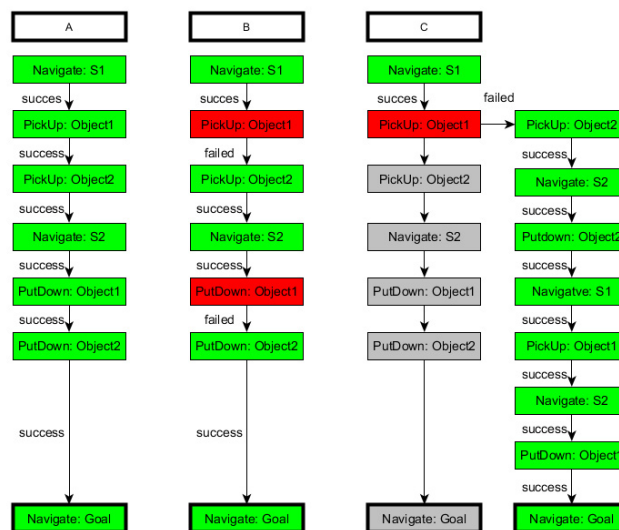 A
B
C
Navigate: S1
succes
PickUp: Object1
success
PickUp: Object2
success
Navigate: S2
success
PutDown: Object1
success
PutDown: Object2
success
Navigate: Goal
Navigate: S1
succes
PickUp: Object1
failed
PickUp: Object2
success
Navigate: S2
success
PutDown: Object1
failed
PutDown: Object2
success
Navigate: Goal
Navigate: S1
succes
PickUp: Object1
PickUp: Object2
Navigate: S2
PutDown: Object1
PutDown: Object2
Navigate: Goal
failed
PickUp: Object2
success
Navigate: S2
success
Putdown: Object2
success
Navigatve: S1
success
PickUp: Object1
success
Navigate: S2
success
PutDown: Object1
success
Navigate: Goal